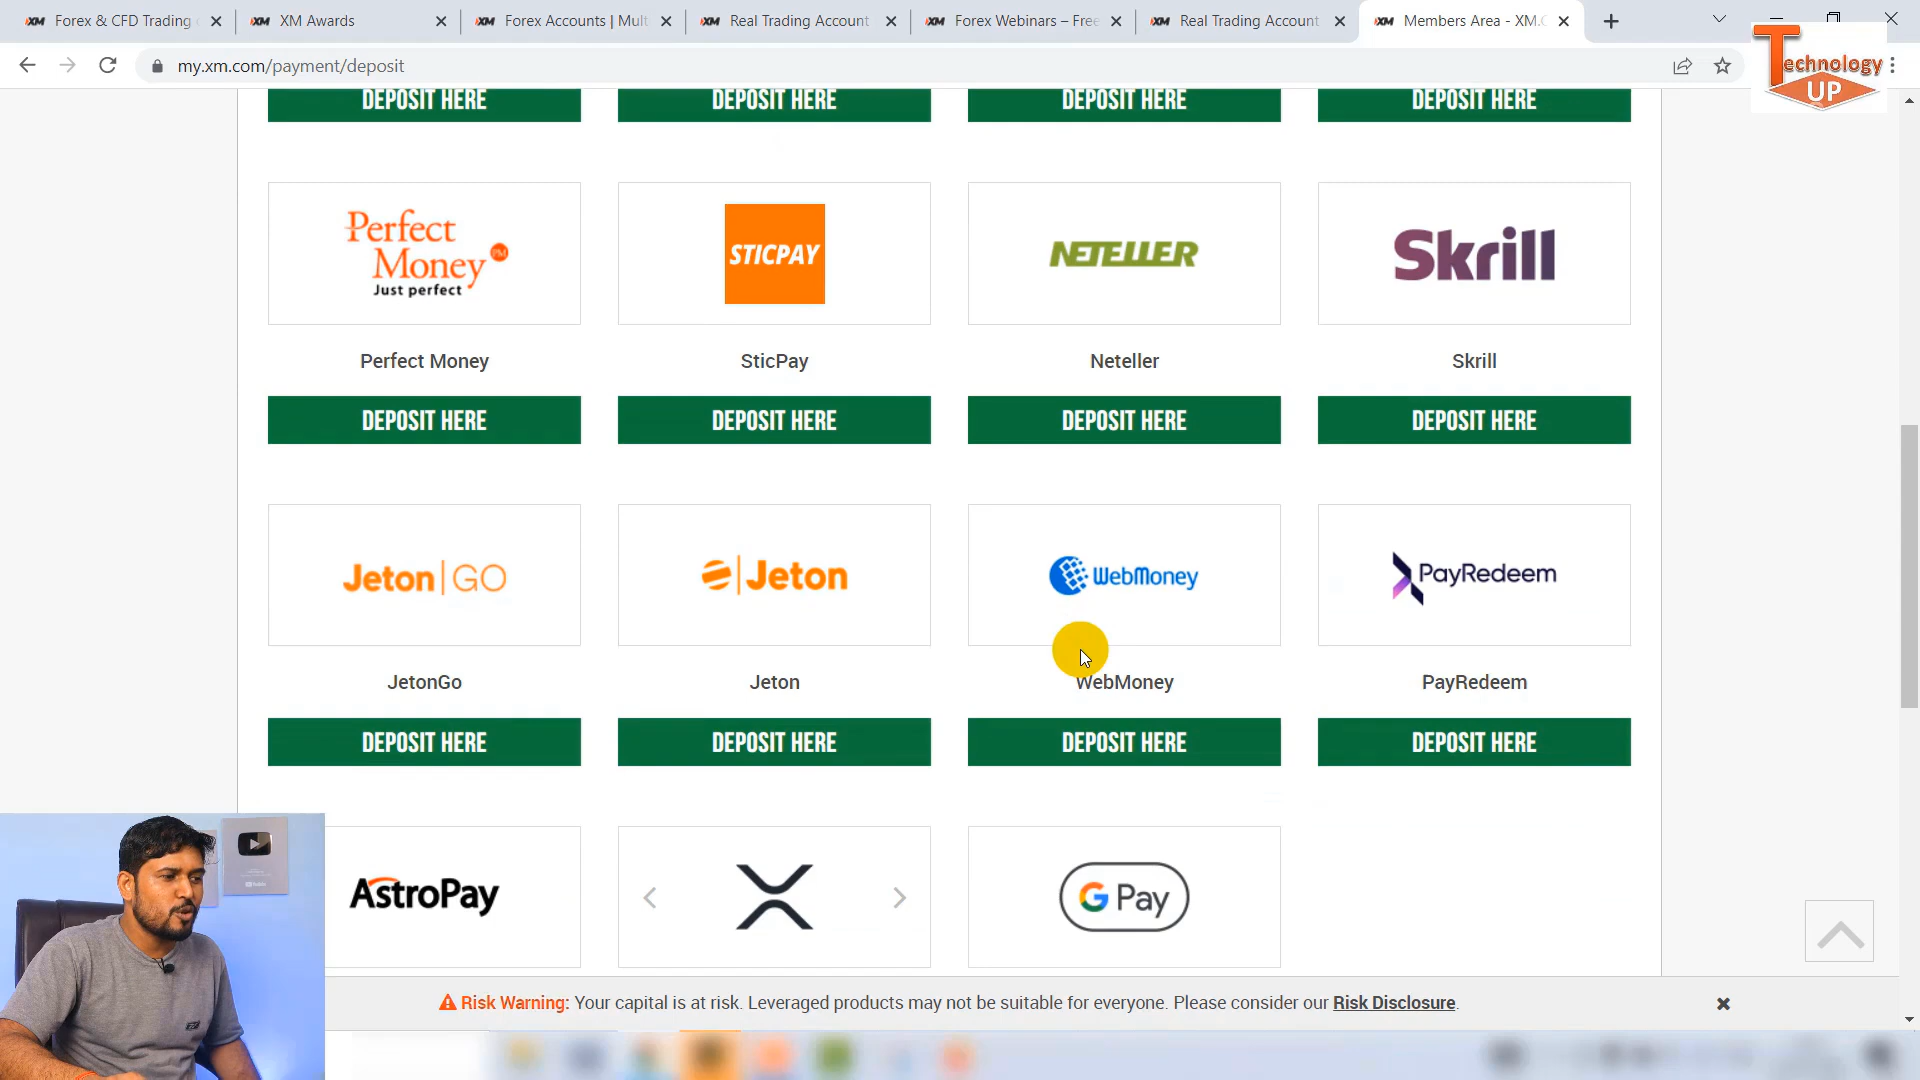 Forex & CFD Trading
XM Awards
Forex Accounts | Mult
Real Trading Account
Forex Webinars – Free
Real Trading Account
Members Area - XM.C
my.xm.com/payment/deposit
Technology
UP
DEPOSIT HERE DEPOSIT HERE DEPOSIT HERE DEPOSIT HERE
Perfect
Money PM
Just perfect
STICPAY
NETELLER
Skrill
Perfect Money SticPay Neteller Skrill
DEPOSIT HERE DEPOSIT HERE DEPOSIT HERE DEPOSIT HERE
Jeton GO
Jeton
WebMoney
PayRedeem
JetonGo Jeton WebMoney PayRedeem
DEPOSIT HERE DEPOSIT HERE DEPOSIT HERE DEPOSIT HERE
AstroPay
G Pay
Risk Warning: Your capital is at risk. Leveraged products may not be suitable for everyone. Please consider our Risk Disclosure.